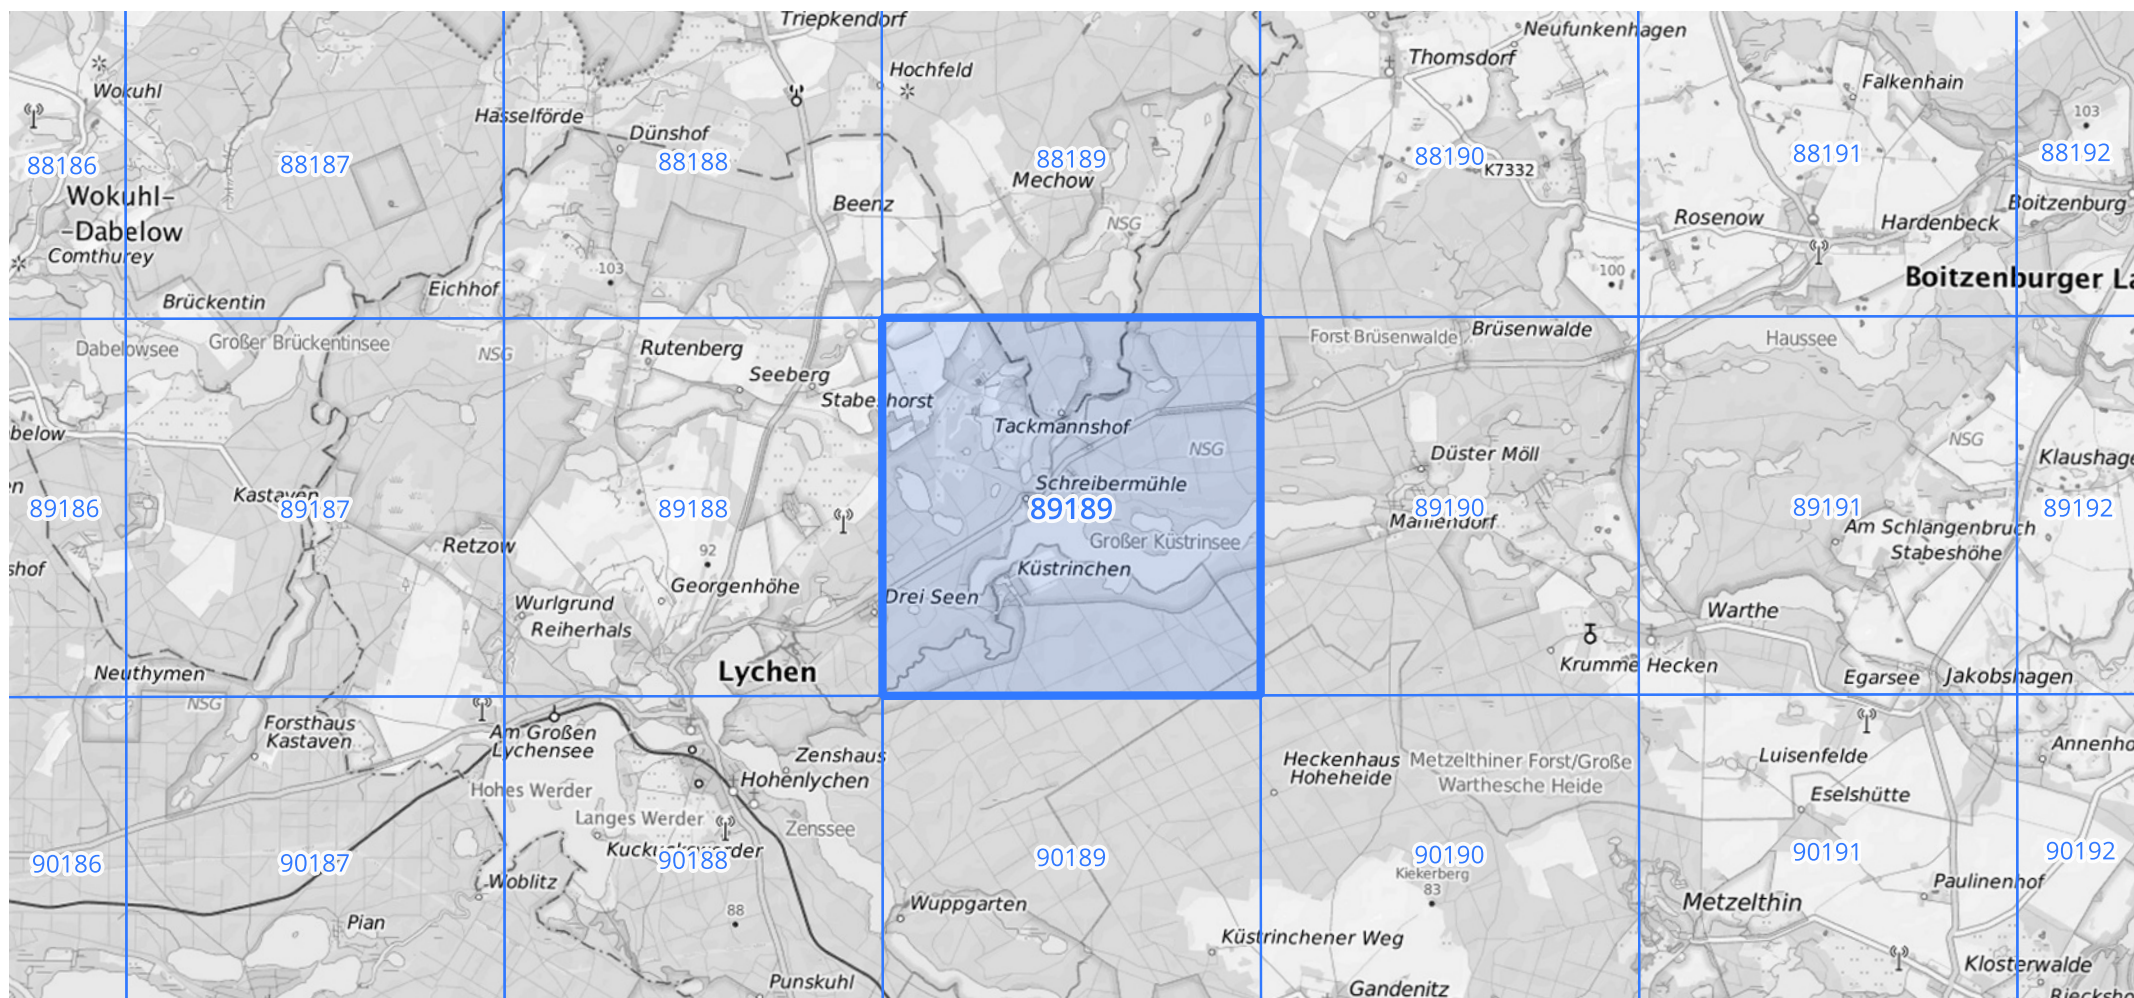 Triepkendorf
Neufunkenhagen
Thomsdorf
Hochfeld
Falkenhain
Wokuhl
103
Hasselförde
Dünshof
88186
88187
88188
88189
88190
88191
88192
K7332
Mechow
Wokuhl-
-Dabelow
Beenz
Boitzenburg
Rosenow
Hardenbeck
NSG
Comthurey
103
100
Boitzenburger La
Eichhof
Brückentin
Dabelowsee
Großer Brückentinsee
NSG
Rutenberg
Forst Brüsenwalde
Brüsenwalde
Haussee
Seeberg
Stabeshorst
below
Tackmannshof
NSG
NSG
Düster Möll
Klaushage
Kastaven
Schreibermühle
en
89186
89187
89188
89189
89190
89191
89192
Mahlendorf
Am Schlangenbruch
Stabeshöhe
Retzow
92
Großer Küstrinsee
shof
Küstrinchen
Georgenhöhe
Drei Seen
Wurlgrund
Reiherhals
Warthe
Neuthymen
Lychen
Krumme Hecken
Egarsee
Jakobshagen
NSG
Forsthaus
Kastaven
Am Großen
Lychensee
Zenshaus
Hohenlychen
Heckenhaus
Hoheheide
Metzelthiner Forst/Große
Warthesche Heide
Luisenfelde
Annenho
Hohes Werder
Eselshütte
Langes Werder
Zenssee
Kuckuckswerder
90186
90187
90188
90189
90190
90191
90192
Kiekerberg
83
Woblitz
Paulinenhof
Wuppgarten
Metzelthin
88
Pian
Küstrinchener Weg
Klosterwalde
Punskuhl
Gandenitz